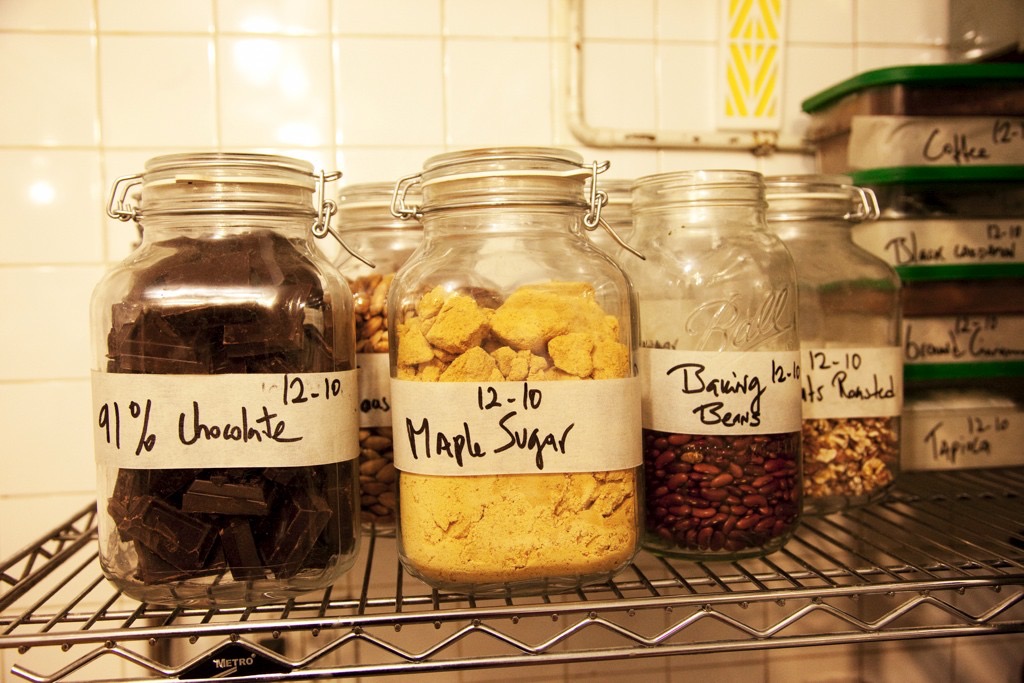 12-10
91% chocolate
12-10
Maple Sugar
Ball
Baking 12-10
Beans
12-10
Roasted
Coffee 12-10
Black 12-10
12-10
Tapioca 12-10
METRO